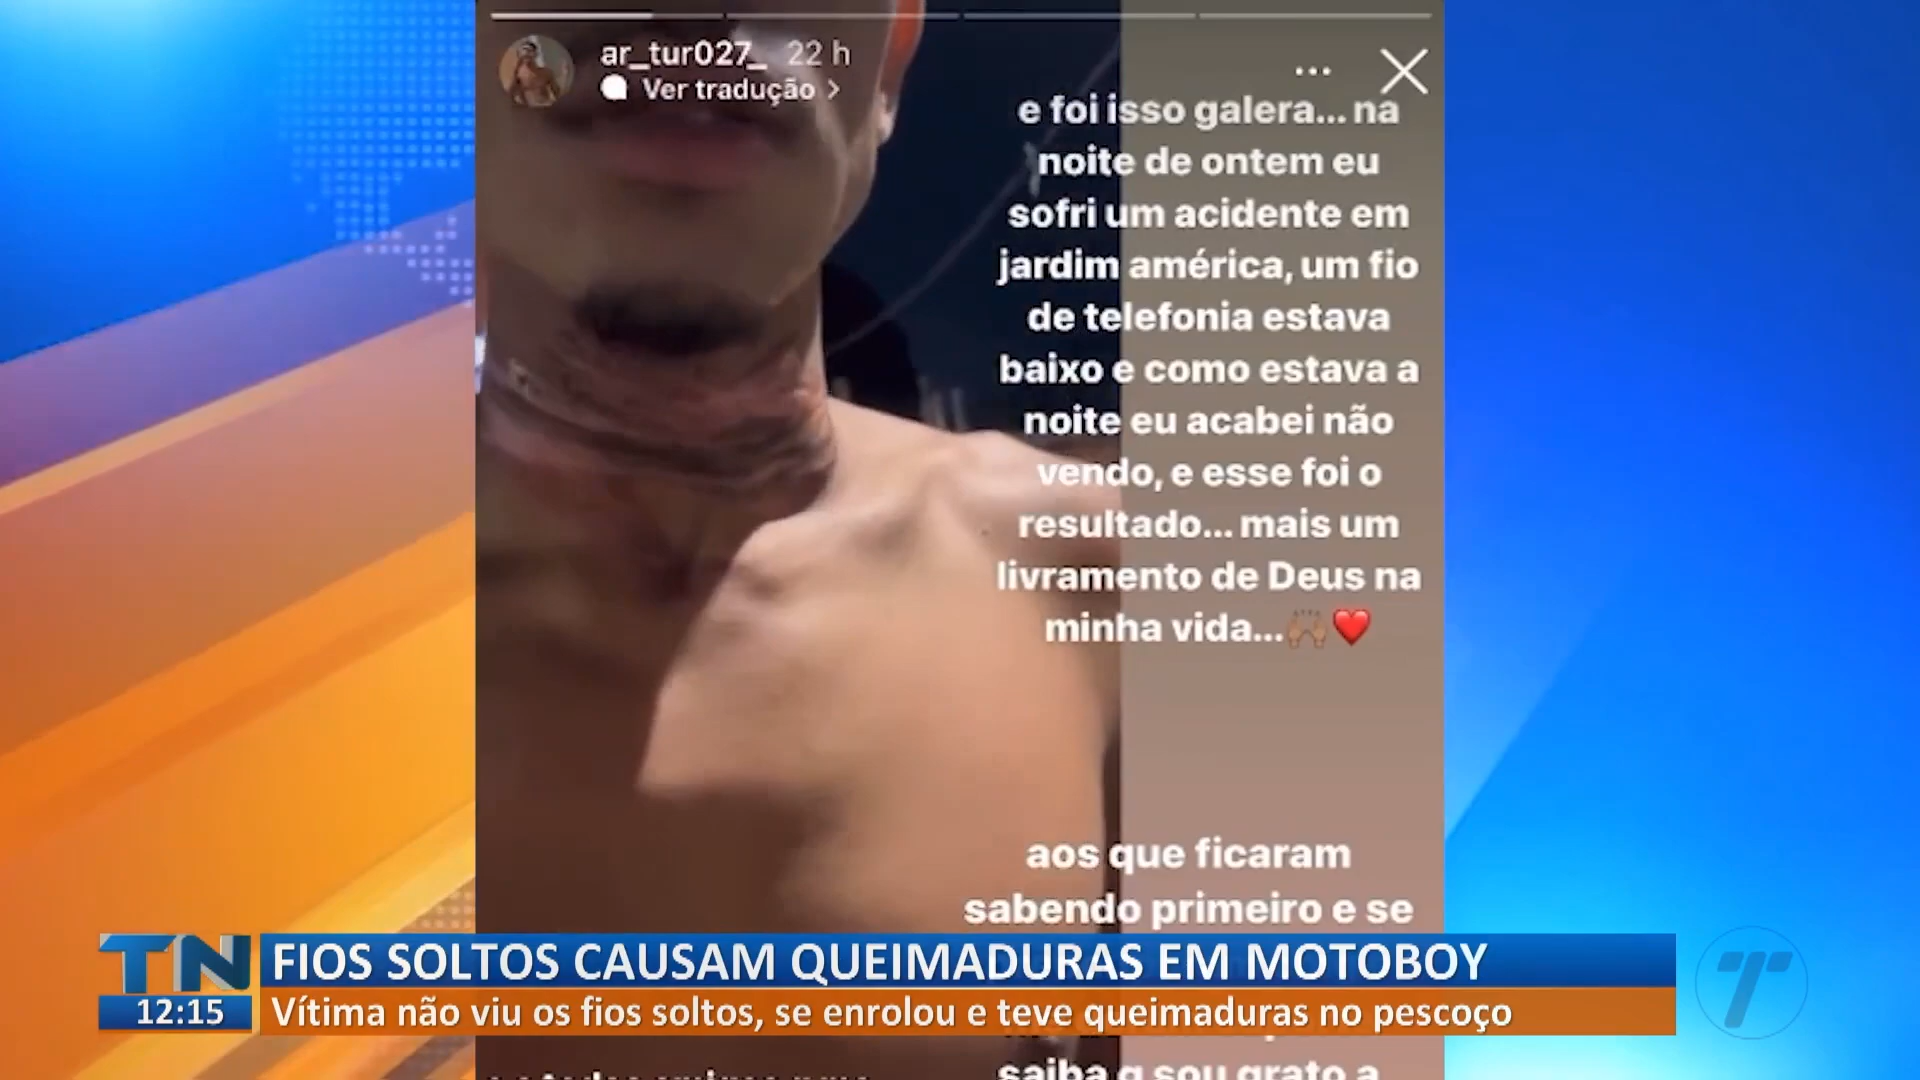 ar_tur027_ 22 h
Ver tradução >
e foi isso galera... na
noite de ontem eu
sofri um acidente em
jardim américa, um fio
de telefonia estava
baixo e como estava a
noite eu acabei não
vendo, e esse foi o
resultado... mais um
livramento de Deus na
minha vida...🙌🏽❤️
aos que ficaram
sabendo primeiro e se
TN
FIOS SOLTOS CAUSAM QUEIMADURAS EM MOTOBOY
12:15
Vítima não viu os fios soltos, se enrolou e teve queimaduras no pescoço
saiba q sou grato a